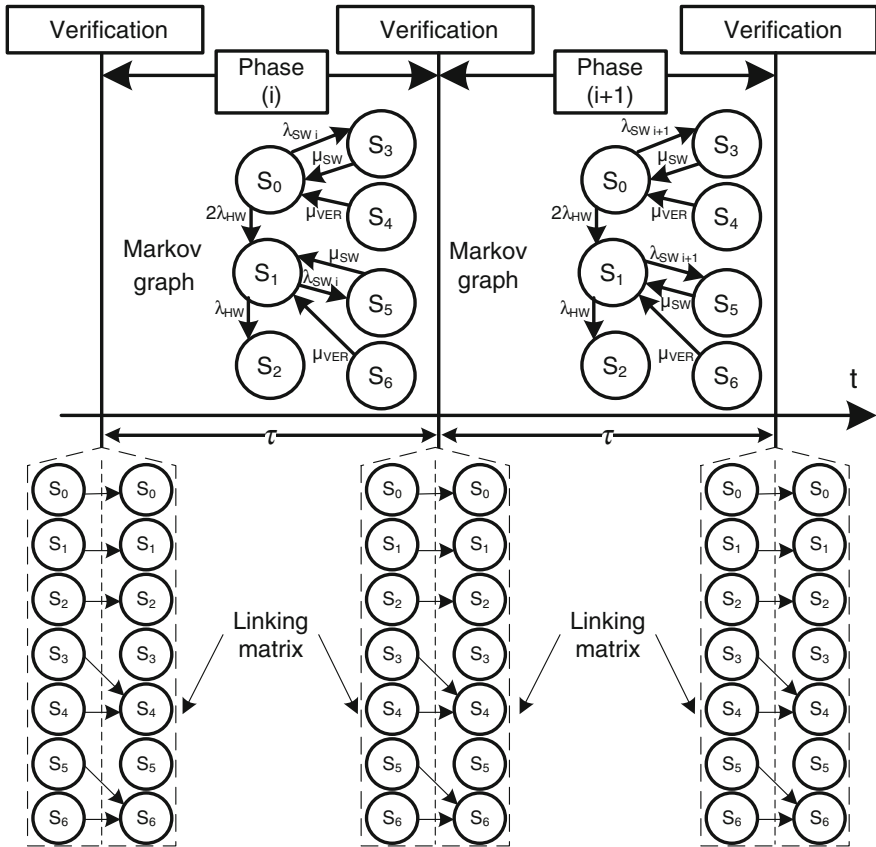 Verification Verification Verification
Phase
(i)
Phase
(i+1)
λSW i
S3
μSW
S0
μVER
S4
2λHW
Markov
graph
μSW
S1
λSW i
S5
λHW
μVER
S2
S6
λSW i+1
S3
μSW
S0
μVER
S4
2λHW
Markov
graph
λSW i+1
S1
μSW
S5
λHW
μVER
S2
S6
t
τ τ
S0 S0 S0 S0 S0 S0
S1 S1 S1 S1 S1 S1
S2 S2 S2 S2 S2 S2
Linking
matrix
Linking
matrix
S3 S3 S3 S3 S3 S3
S4 S4 S4 S4 S4 S4
S5 S5 S5 S5 S5 S5
S6 S6 S6 S6 S6 S6